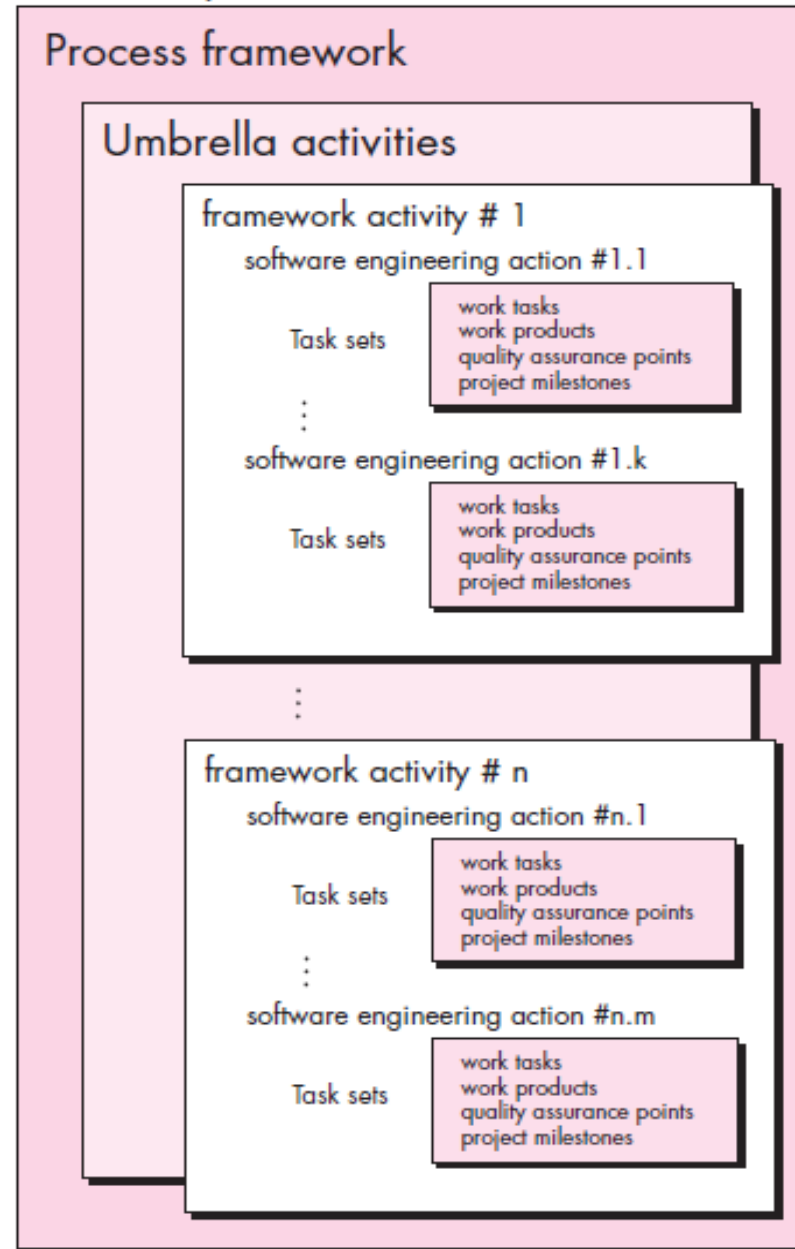 Process framework
Umbrella activities
framework activity # 1
software engineering action #1.1
Task sets
work tasks
work products
quality assurance points
project milestones
software engineering action #1.k
Task sets
work tasks
work products
quality assurance points
project milestones
framework activity # n
software engineering action #n.1
Task sets
work tasks
work products
quality assurance points
project milestones
software engineering action #n.m
Task sets
work tasks
work products
quality assurance points
project milestones